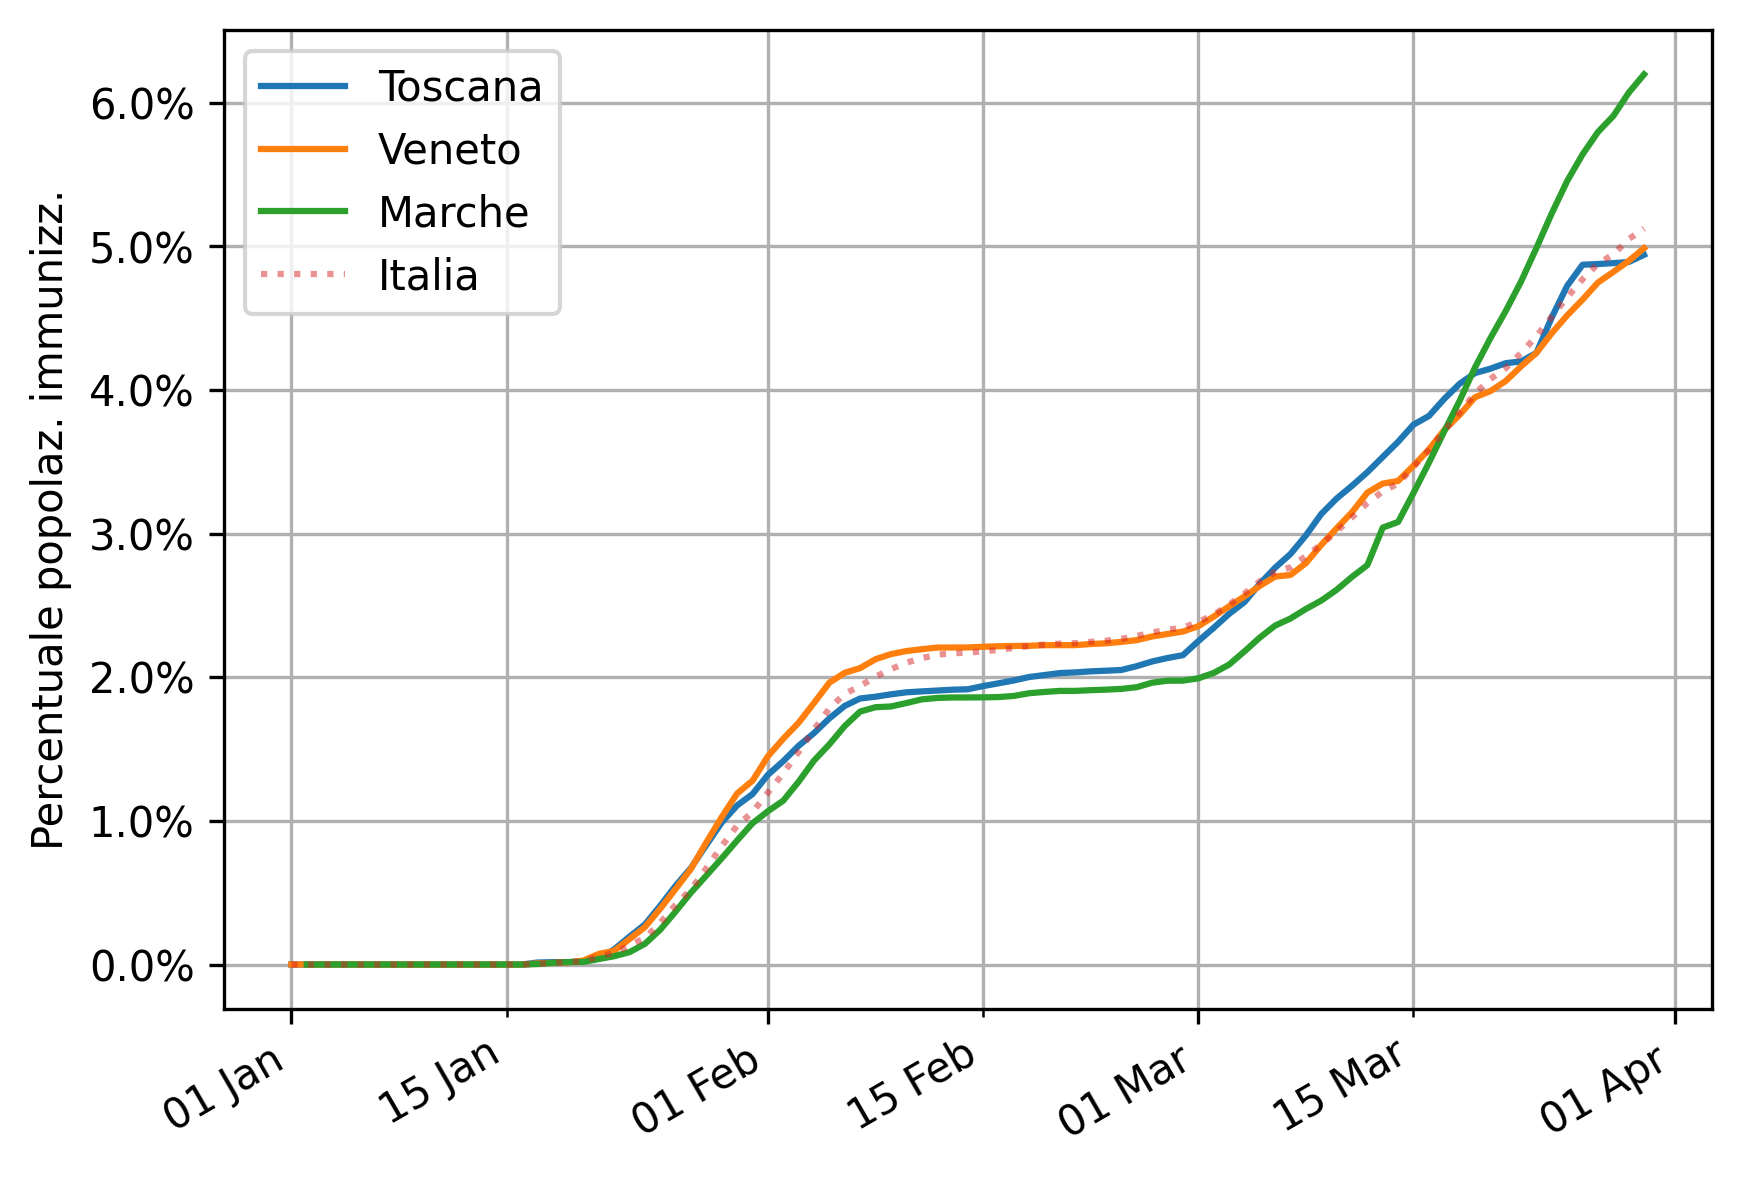 Toscana
Veneto
Marche
Italia
Percentuale popolaz. immunizz.
6.0%
5.0%
4.0%
3.0%
2.0%
1.0%
0.0%
01 Jan
15 Jan
01 Feb
15 Feb
01 Mar
15 Mar
01 Apr